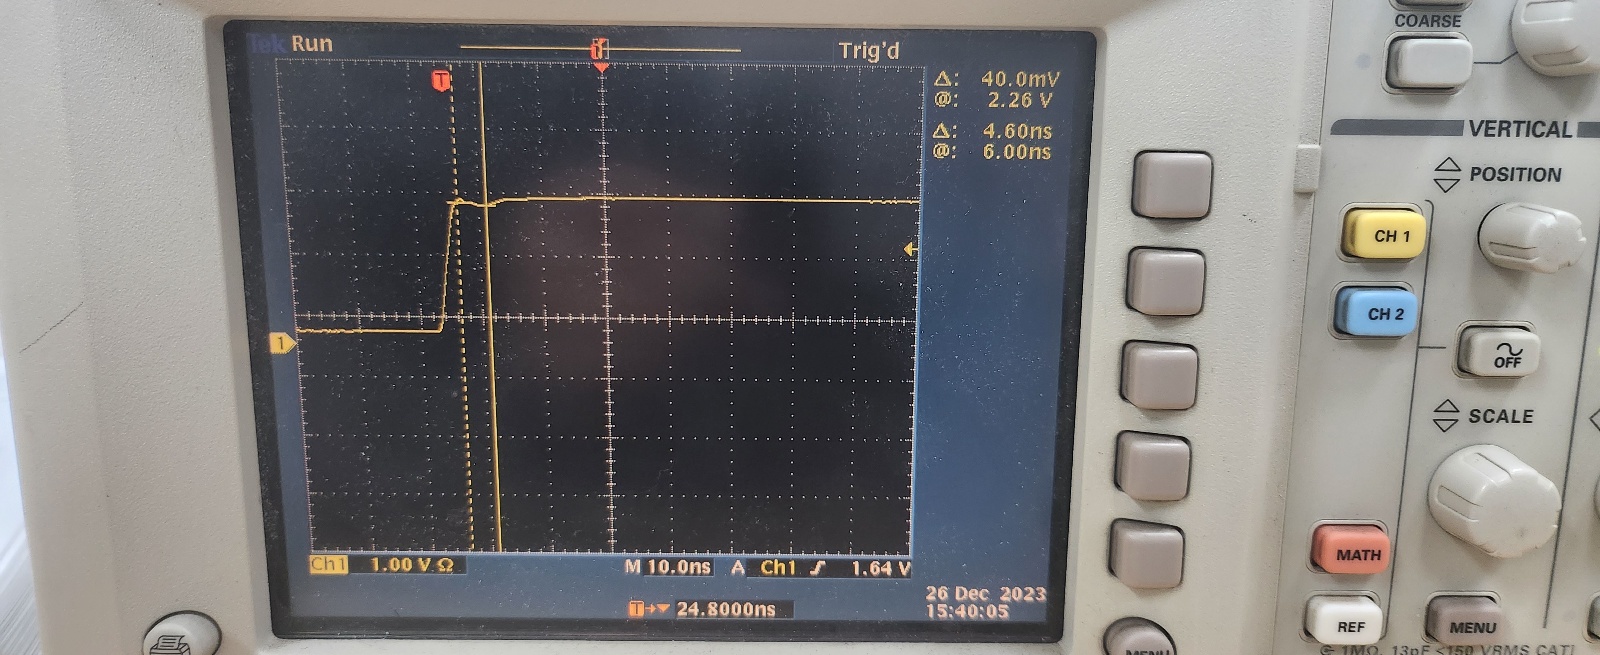 COARSE
Tek Run
Trig'd
T
Δ: 40.0mV
@: 2.26 V
Δ: 4.60ns
@: 6.00ns
VERTICAL
POSITION
CH 1
CH 2
OFF
SCALE
1
Ch1 1.00 V Ω
M 10.0ns A Ch1 1.64 V
T 24.8000ns
26 Dec 2023
15:40:05
MATH
REF
MENU
MENU
1MΩ, 13pF <150 VRMS CAT I